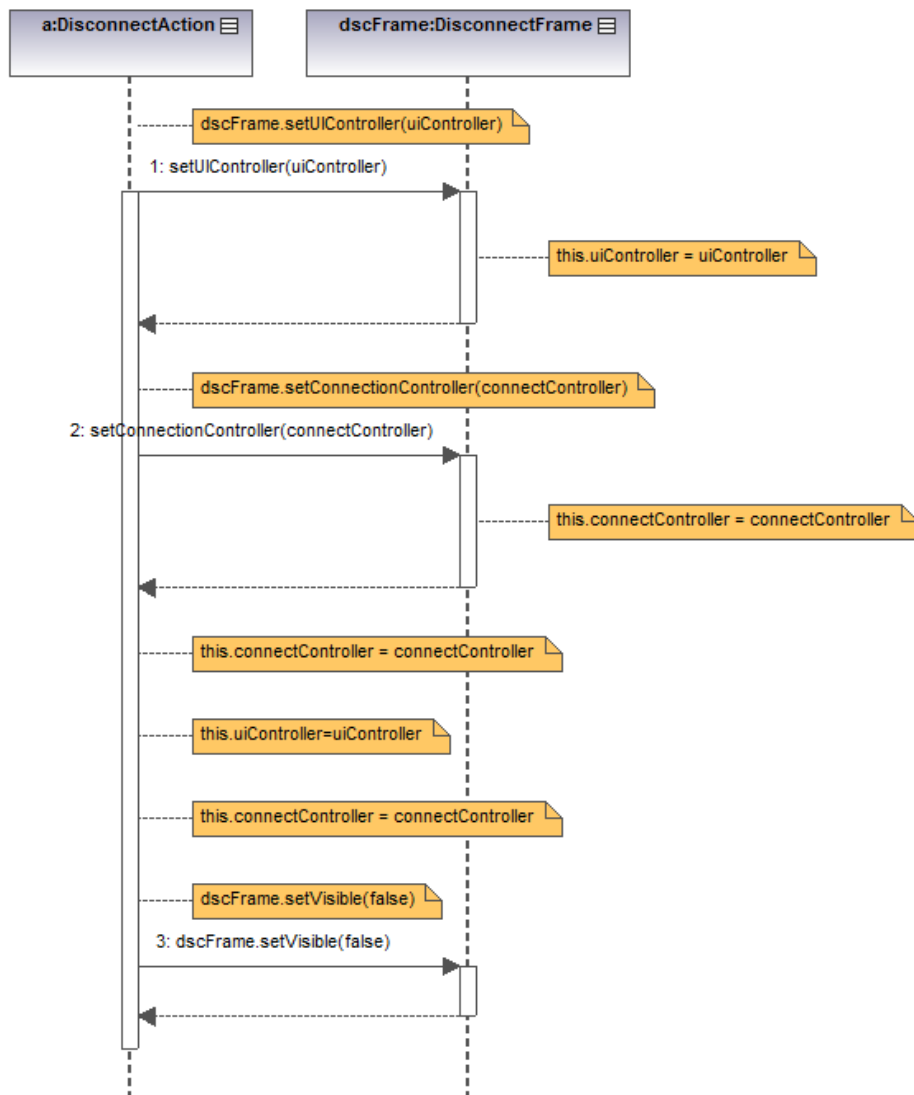 a:DisconnectAction
dscFrame:DisconnectFrame
dscFrame.setUIController(uiController)
1: setUIController(uiController)
this.uiController = uiController
dscFrame.setConnectionController(connectController)
2: setConnectionController(connectController)
this.connectController = connectController
this.connectController = connectController
this.uiController=uiController
this.connectController = connectController
dscFrame.setVisible(false)
3: dscFrame.setVisible(false)